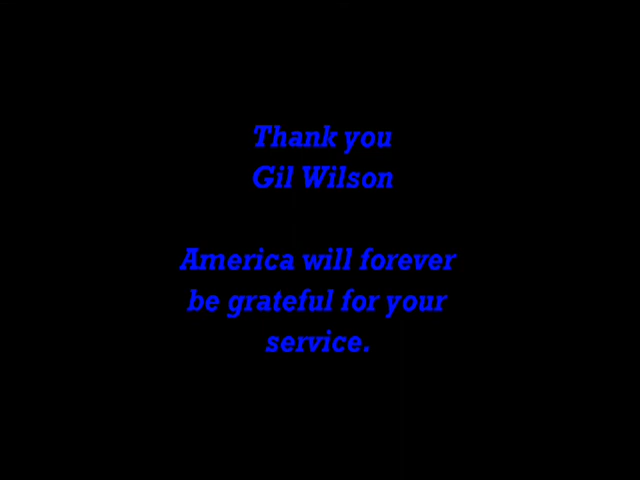 Thank you
Gil Wilson
America will forever
be grateful for your
service.